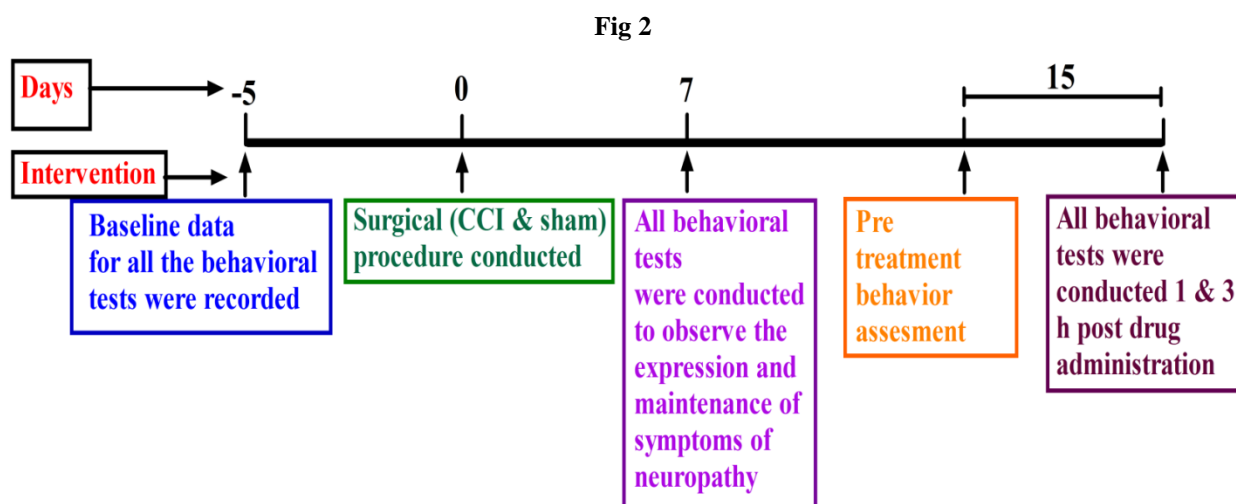 Fig 2
Days
-5
0
7
15
Intervention
Baseline data
for all the behavioral
tests were recorded
Surgical (CCI & sham)
procedure conducted
All behavioral
tests
were conducted
to observe the
expression and
maintenance of
symptoms of
neuropathy
Pre
treatment
behavior
assesment
All behavioral
tests were
conducted 1 & 3
h post drug
administration